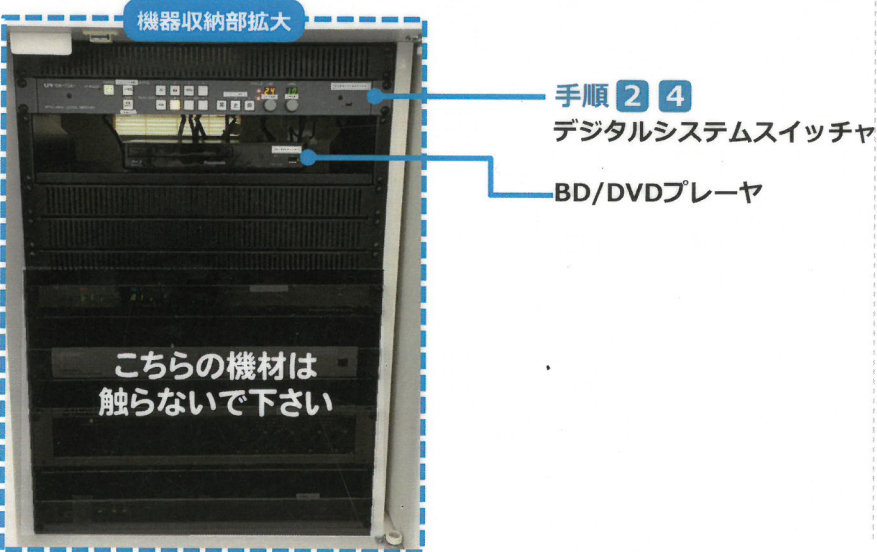 機器収納部拡大
手順 2 4
デジタルシステムスイッチャ
BD/DVDプレーヤ
Panasonic
こちらの機材は
触らないで下さい